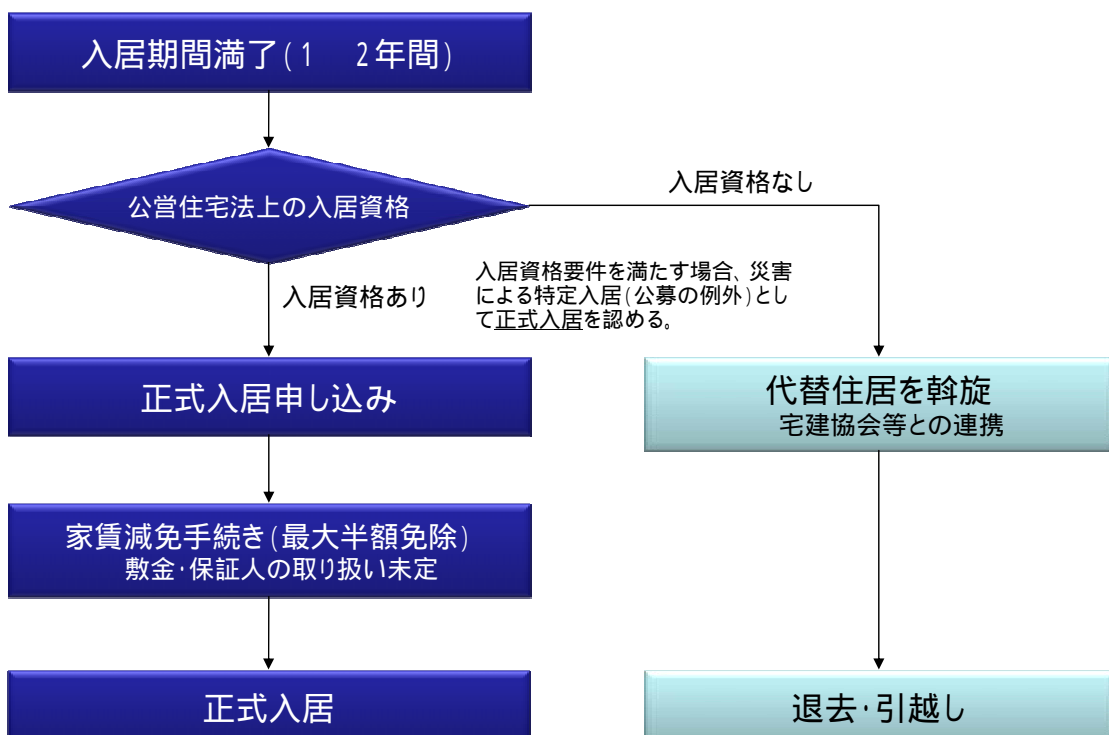 入居期間満了(1　2年間)
公営住宅法上の入居資格
入居資格なし
入居資格あり
入居資格要件を満たす場合、災害
による特定入居(公募の例外)とし
て正式入居を認める。
正式入居申し込み
代替住居を斡旋
宅建協会等との連携
家賃減免手続き(最大半額免除)
敷金・保証人の取り扱い未定
正式入居
退去・引越し